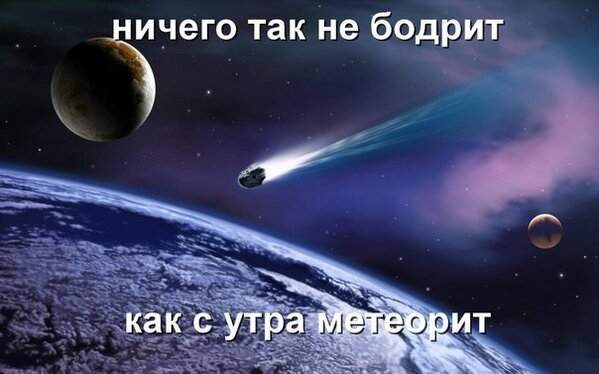 ничего так не бодрит
как с утра метеорит